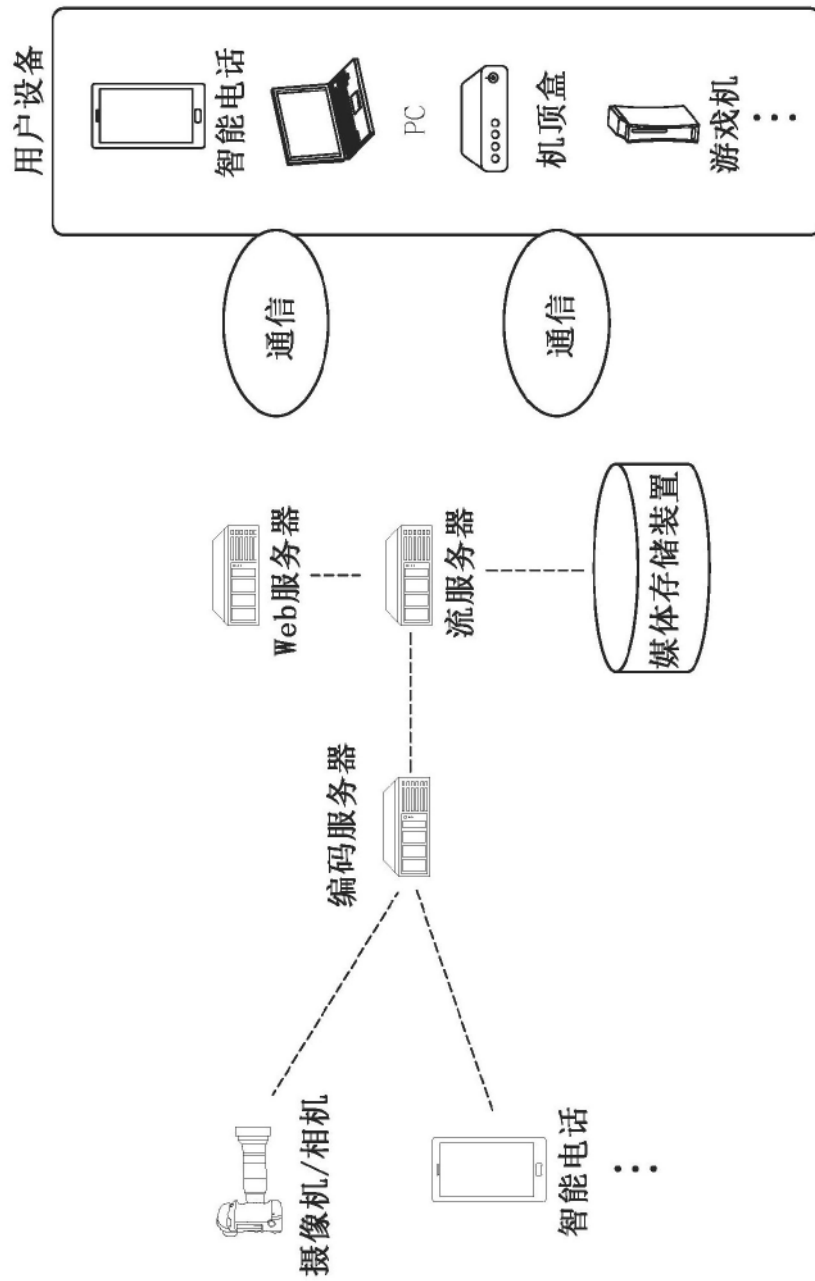 用户设备
智能电话
PC
机顶盒
游戏机
...
通信
通信
Web服务器
流服务器
媒体存储装置
编码服务器
摄像机/相机
智能电话
...